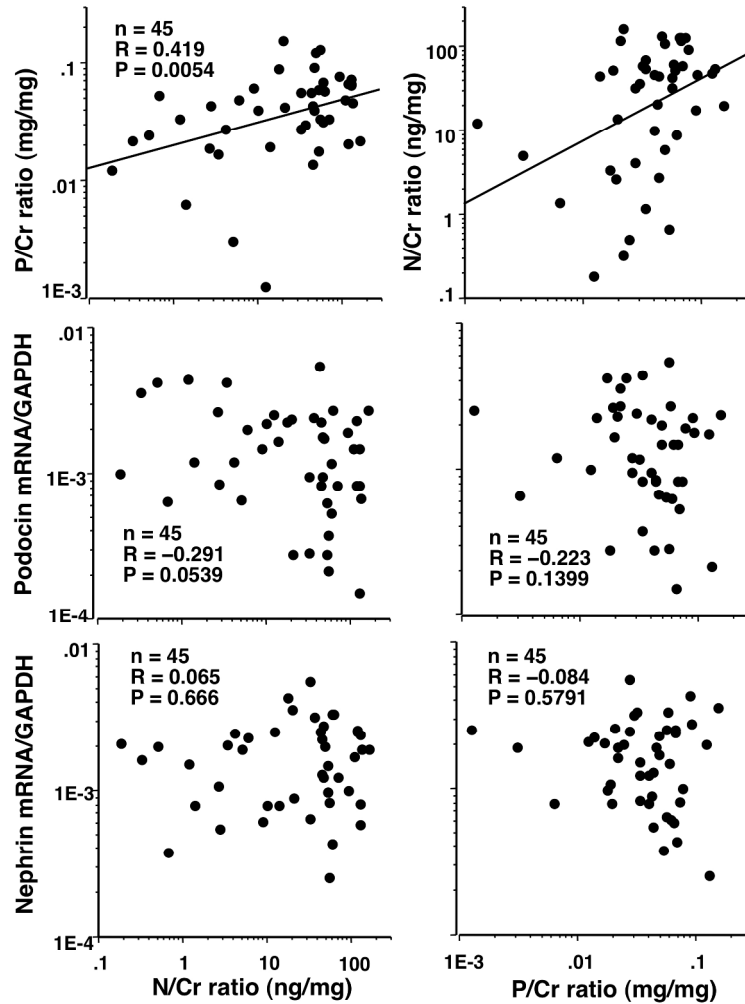 n = 45
R = 0.419
P = 0.0054
.1
.01
1E-3
P/Cr ratio (mg/mg)
100
10
1
.1
N/Cr ratio (ng/mg)
.01
1E-3
1E-4
Podocin mRNA/GAPDH
n = 45
R = −0.291
P = 0.0539
n = 45
R = −0.223
P = 0.1399
.01
1E-3
1E-4
Nephrin mRNA/GAPDH
n = 45
R = 0.065
P = 0.666
n = 45
R = −0.084
P = 0.5791
.1 1 10 100
N/Cr ratio (ng/mg)
1E-3 .01 .1
P/Cr ratio (mg/mg)